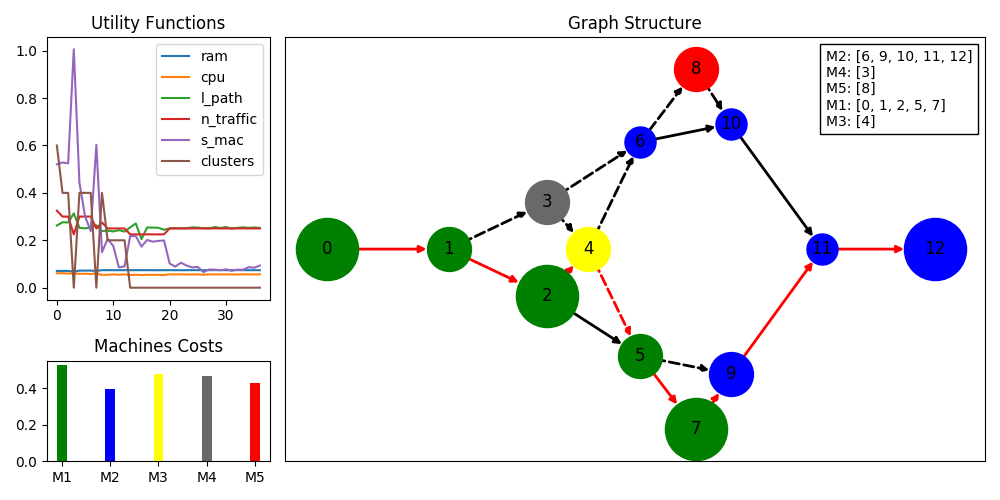 Utility Functions
1.0
0.8
0.6
0.4
0.2
0.0
0 10 20 30
ram
cpu
l_path
n_traffic
s_mac
clusters
Machines Costs
0.4
0.2
0.0
M1 M2 M3 M4 M5
Graph Structure
M2: [6, 9, 10, 11, 12]
M4: [3]
M5: [8]
M1: [0, 1, 2, 5, 7]
M3: [4]
8
10
6
3
0 1 4 11 12
2
5
9
7